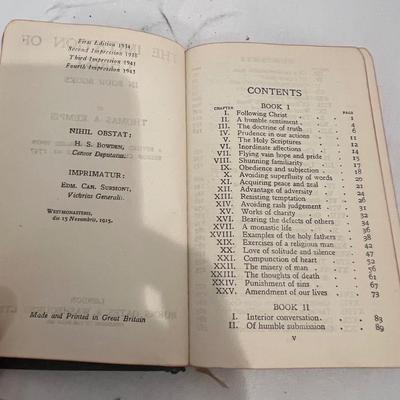 First Edition 1934
Second Impression 1938
Third Impression 1941
Fourth Impression 1943
NIHIL OBSTAT:
H. S. BOWDEN,
Censor Deputatus.
IMPRIMATUR:
EDM. CAN. SURMONT,
Vicarius Generalis.
WESTMONASTERII,
die 15 Novembris, 1915.
Made and Printed in Great Britain
CONTENTS
BOOK I
CHAPTER PAGE
I. Following Christ 1
II. A humble sentiment 4
III. The doctrine of truth 5
IV. Prudence in our actions 9
V. The Holy Scriptures 11
VI. Inordinate affections 12
VII. Flying vain hope and pride 13
VIII. Shunning familiarity 15
IX. Obedience and subjection 16
X. Avoiding superfluity of words 18
XI. Acquiring peace and zeal 20
XII. Advantage of adversity 23
XIII. Resisting temptation 25
XIV. Avoiding rash judgement 29
XV. Works of charity 31
XVI. Bearing the defects of others 32
XVII. A monastic life 34
XVIII. Examples of the holy fathers 36
XIX. Exercises of a religious man 38
XX. Love of solitude and silence 42
XXI. Compunction of heart 47
XXII. The misery of man 51
XXIII. The thoughts of death 56
XXIV. Punishment of sins 61
XXV. Amendment of our lives 67
73
BOOK II
I. Interior conversation 83
II. Of humble submission 89
V